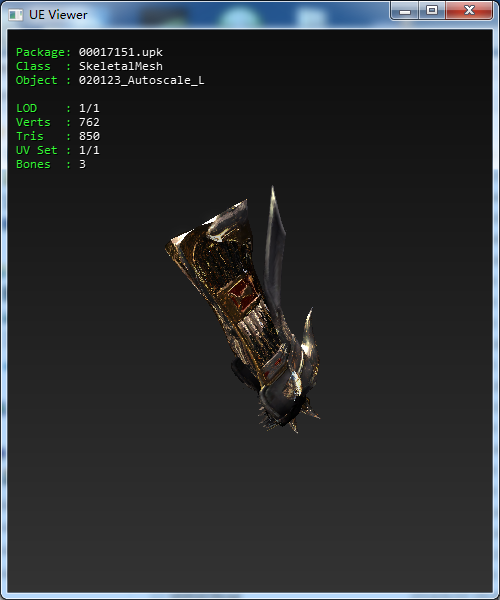 UE Viewer
Package: 00017151.upk
Class : SkeletalMesh
Object : 020123_Autoscale_L
LOD : 1/1
Verts : 762
Tris : 850
UV Set : 1/1
Bones : 3